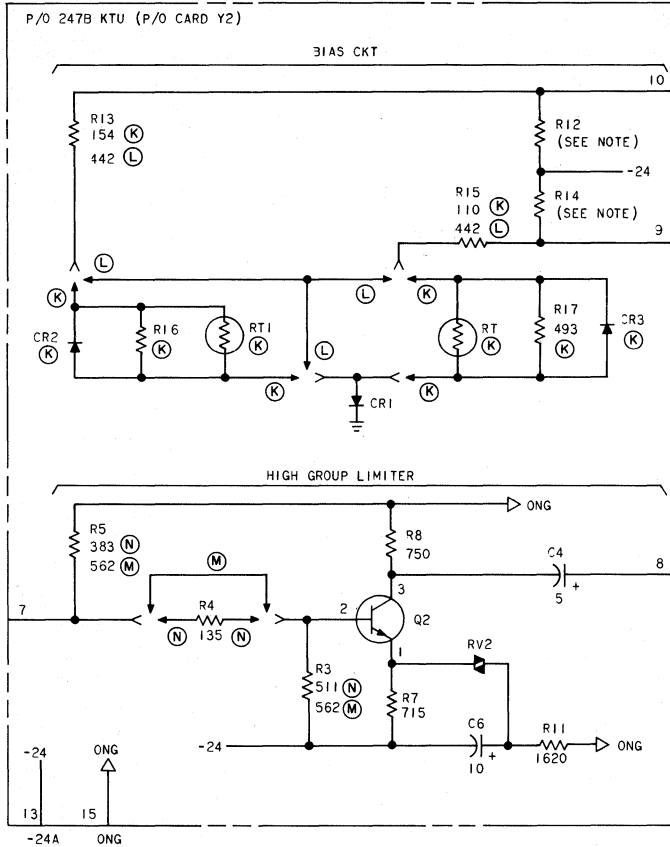 P/O 247B KTU (P/O CARD Y2)
BIAS CKT
10
R13
154 K
442 L
R12
(SEE NOTE)
-24
R15
110 K
442 L
R14
(SEE NOTE)
9
L
L
K
K
CR2
K
R16
K
RT1
K
L
RT
K
R17
493
K
CR3
K
K
K
CR1
HIGH GROUP LIMITER
ONG
R5
383 N
562 M
R8
750
M
C4
5 +
8
3
7
R4
N
135
N
2
Q2
1
RV2
R3
511 N
562 M
R7
715
C6
10 +
R11
1620
ONG
-24
-24
ONG
13
15
-24A
ONG